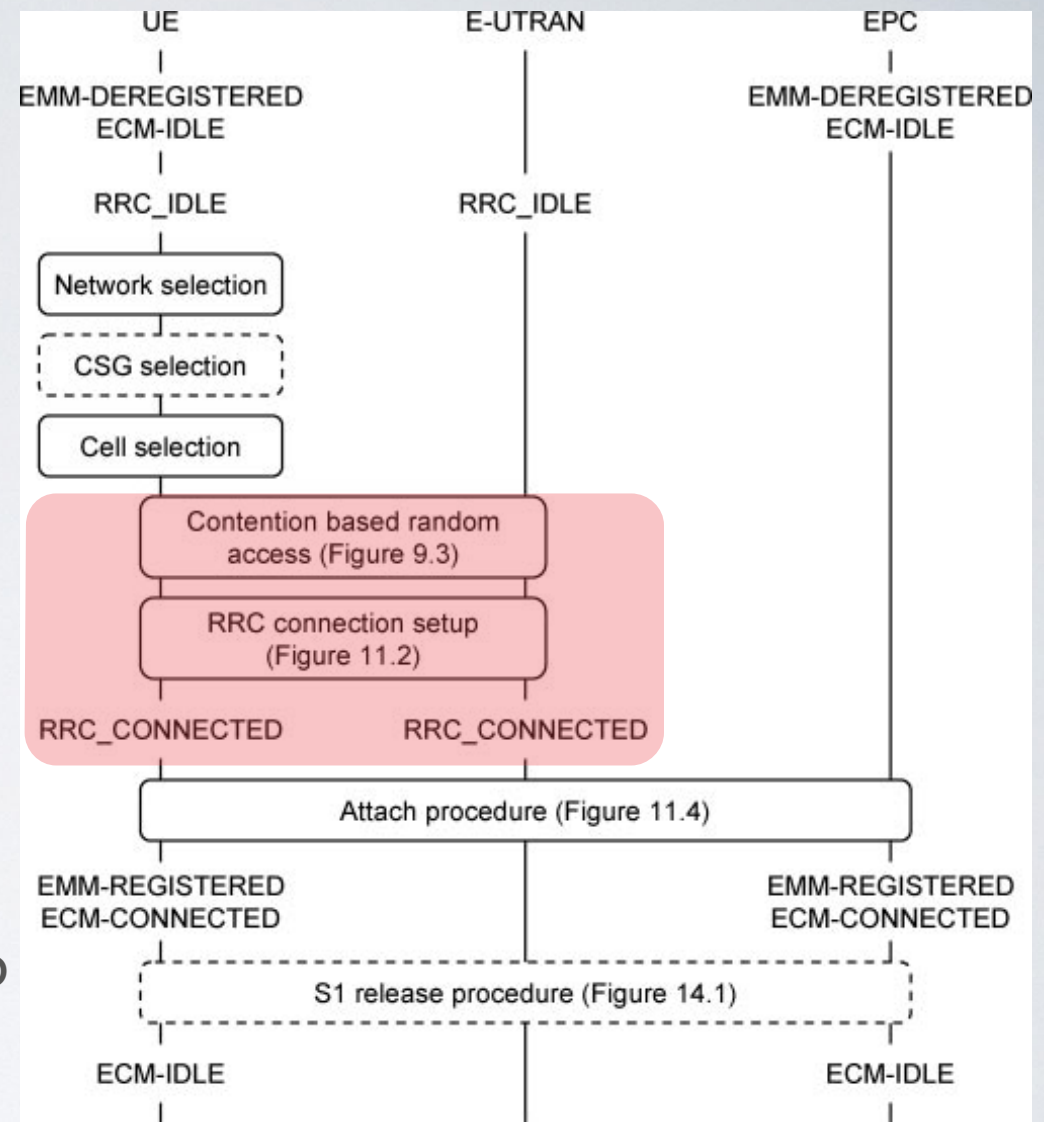 UE E-UTRAN EPC
EMM-DEREGISTERED EMM-DEREGISTERED
ECM-IDLE ECM-IDLE
RRC_IDLE RRC_IDLE
Network selection
CSG selection
Cell selection
Contention based random
access (Figure 9.3)
RRC connection setup
(Figure 11.2)
RRC_CONNECTED RRC_CONNECTED
Attach procedure (Figure 11.4)
EMM-REGISTERED EMM-REGISTERED
ECM-CONNECTED ECM-CONNECTED
S1 release procedure (Figure 14.1)
ECM-IDLE ECM-IDLE